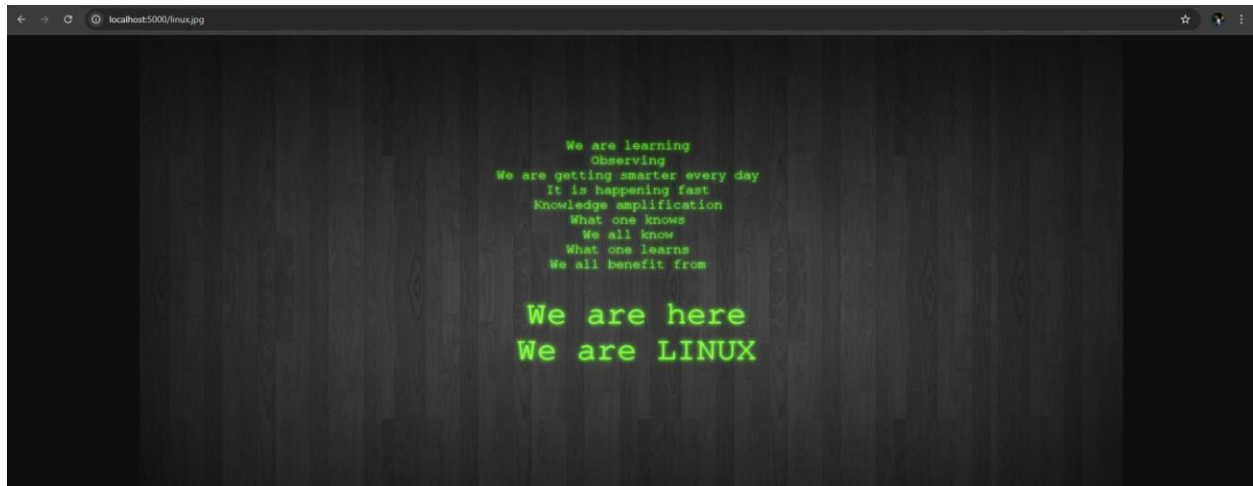 localhost:5000/linux.jpg
We are learning
Observing
We are getting smarter every day
It is happening fast
Knowledge amplification
What one knows
We all know
What one learns
We all benefit from
We are here
We are LINUX